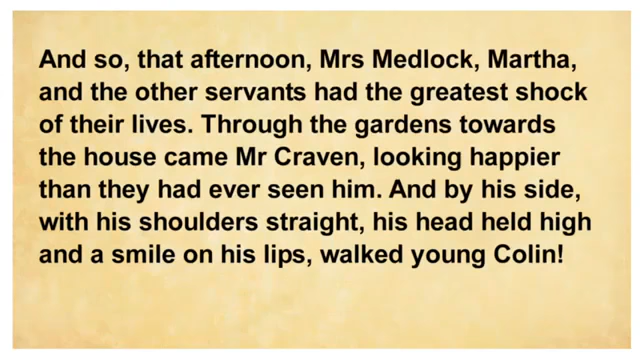 And so, that afternoon, Mrs Medlock, Martha,
and the other servants had the greatest shock
of their lives. Through the gardens towards
the house came Mr Craven, looking happier
than they had ever seen him. And by his side,
with his shoulders straight, his head held high
and a smile on his lips, walked young Colin!